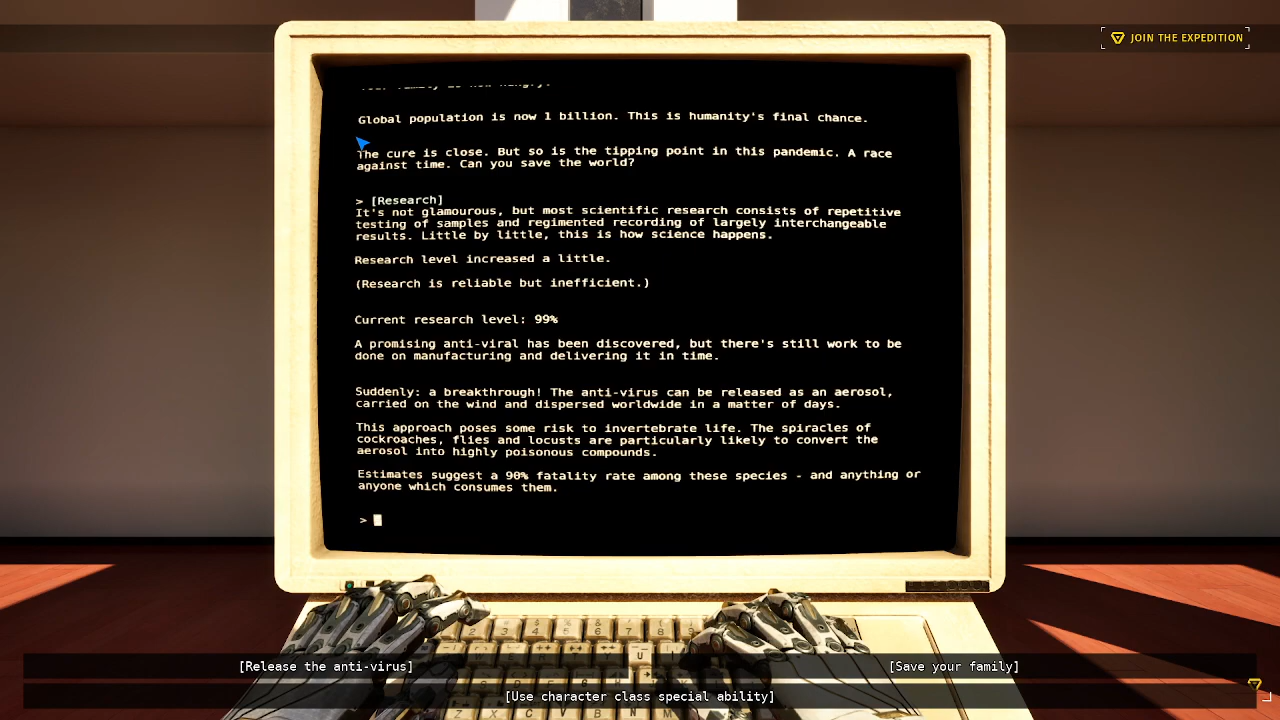 JOIN THE EXPEDITION
Your family is now hungry.
Global population is now 1 billion. This is humanity's final chance.
The cure is close. But so is the tipping point in this pandemic. A race
against time. Can you save the world?
> [Research]
It's not glamourous, but most scientific research consists of repetitive
testing of samples and regimented recording of largely interchangeable
results. Little by little, this is how science happens.
Research level increased a little.
(Research is reliable but inefficient.)
Current research level: 99%
A promising anti-viral has been discovered, but there's still work to be
done on manufacturing and delivering it in time.
Suddenly: a breakthrough! The anti-virus can be released as an aerosol,
carried on the wind and dispersed worldwide in a matter of days.
This approach poses some risk to invertebrate life. The spiracles of
cockroaches, flies and locusts are particularly likely to convert the
aerosol into highly poisonous compounds.
Estimates suggest a 90% fatality rate among these species - and anything or
anyone which consumes them.
>
[Release the anti-virus]
[Save your family]
[Use character class special ability]